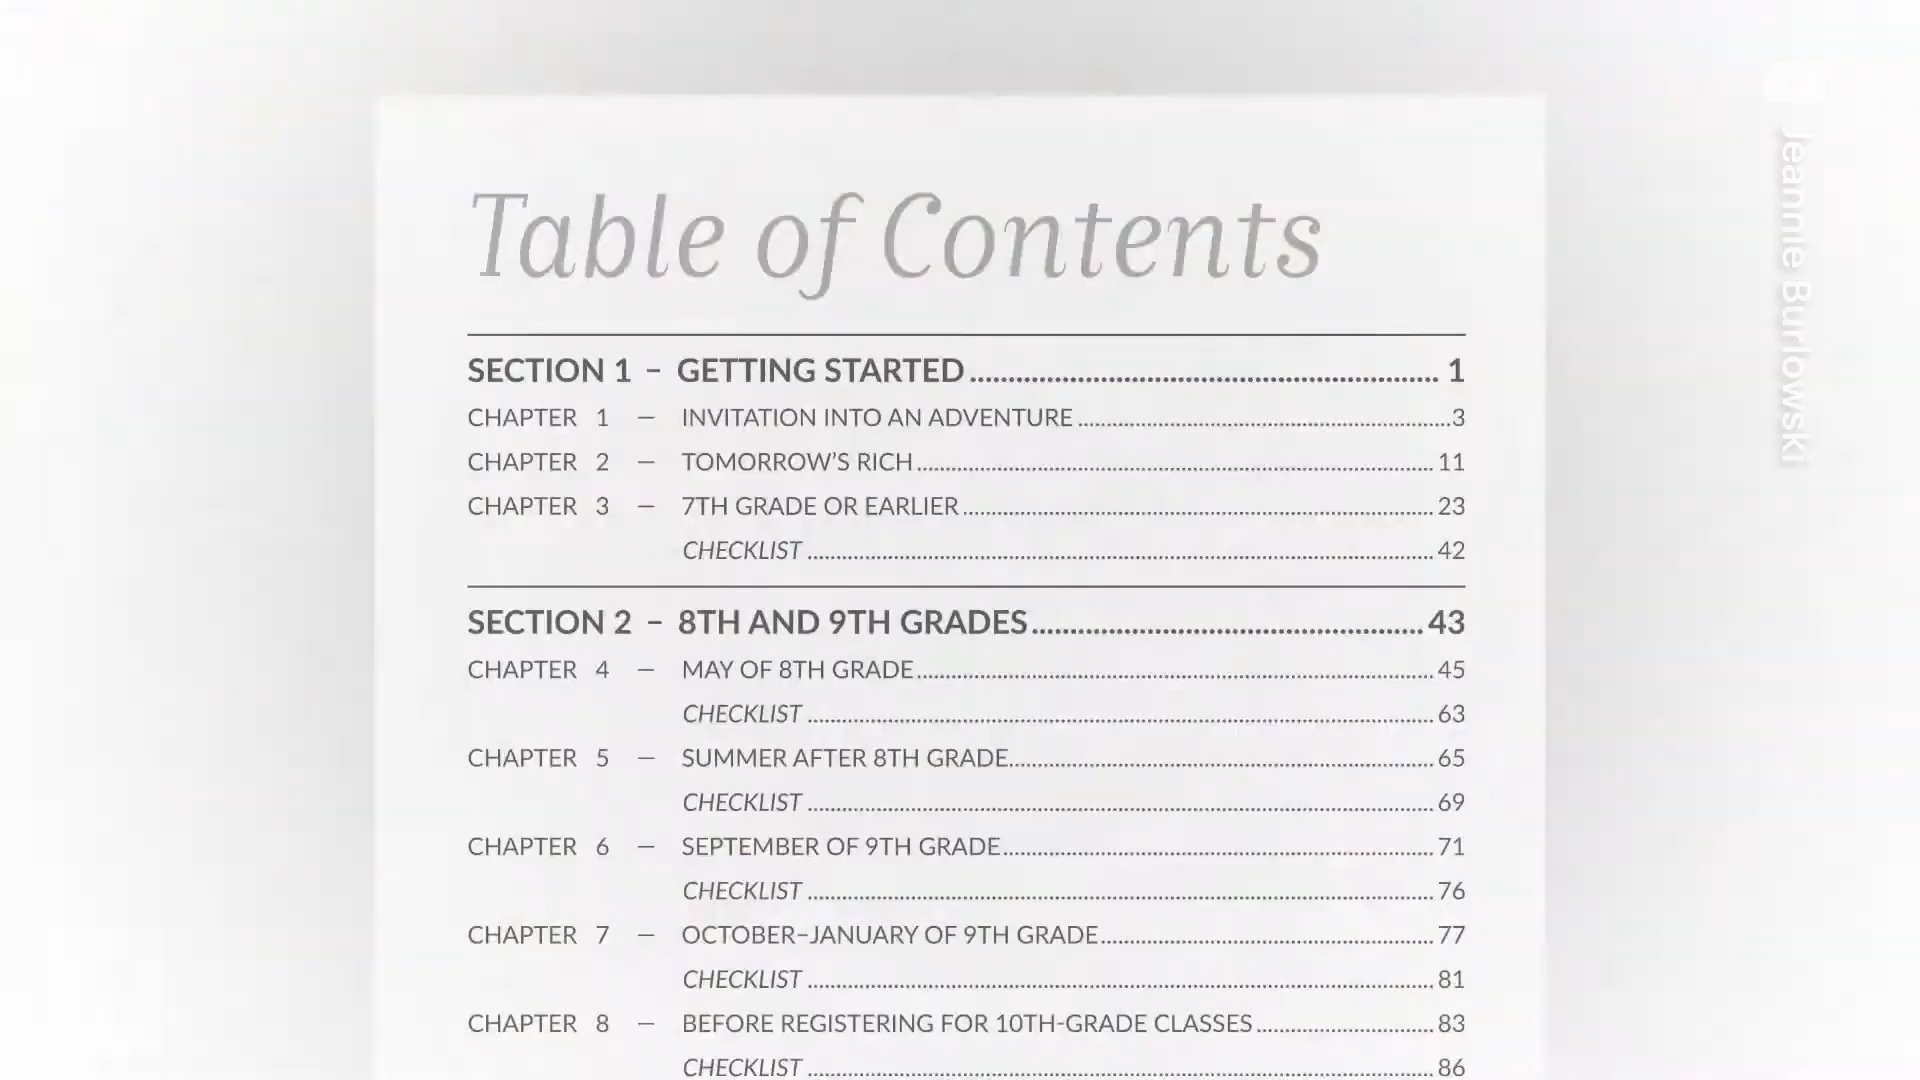 Table of Contents
SECTION 1 – GETTING STARTED 1
CHAPTER 1 — INVITATION INTO AN ADVENTURE 3
CHAPTER 2 — TOMORROW’S RICH 11
CHAPTER 3 — 7TH GRADE OR EARLIER 23
CHECKLIST 42
SECTION 2 – 8TH AND 9TH GRADES 43
CHAPTER 4 — MAY OF 8TH GRADE 45
CHECKLIST 63
CHAPTER 5 — SUMMER AFTER 8TH GRADE 65
CHECKLIST 69
CHAPTER 6 — SEPTEMBER OF 9TH GRADE 71
CHECKLIST 76
CHAPTER 7 — OCTOBER–JANUARY OF 9TH GRADE 77
CHECKLIST 81
CHAPTER 8 — BEFORE REGISTERING FOR 10TH-GRADE CLASSES 83
CHECKLIST 86
Jeannie Burlowski